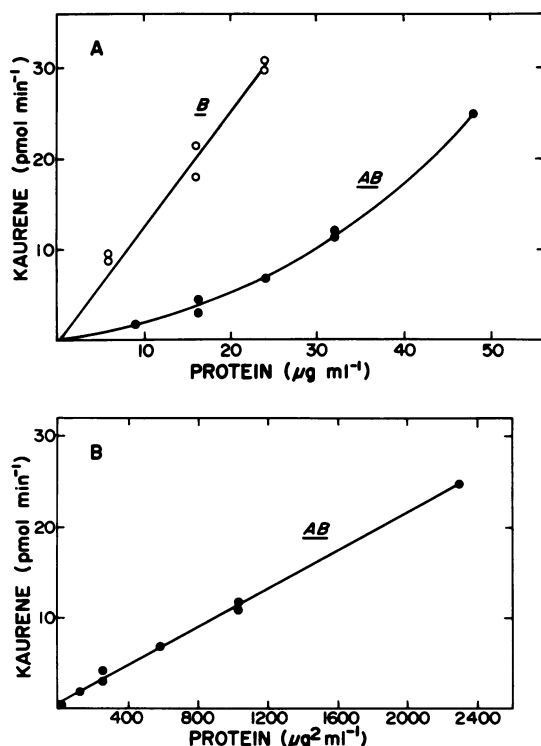 A
30
20
10
KAURENE (pmol min⁻¹)
B
AB
10
20
30
40
50
PROTEIN (µg ml⁻¹)
B
30
20
10
KAURENE (pmol min⁻¹)
AB
400
800
1200
1600
2000
2400
PROTEIN (µg² ml⁻¹)